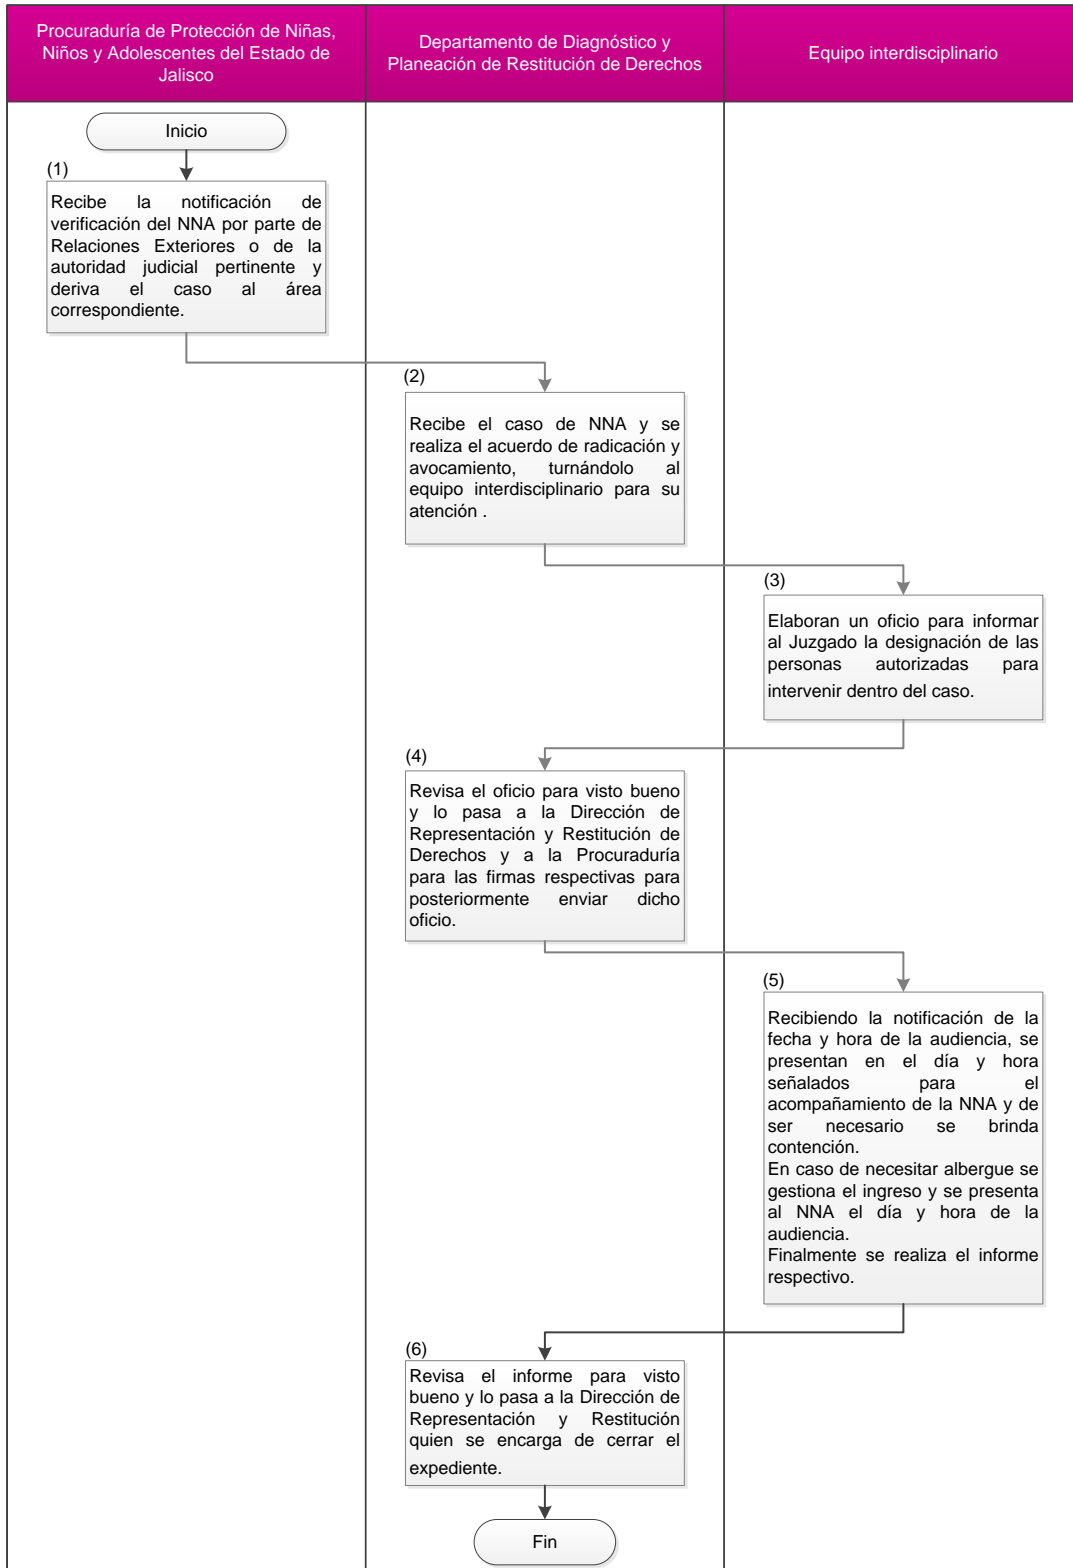 Procuraduría de Protección de Niñas,
Niños y Adolescentes del Estado de
Jalisco
Departamento de Diagnóstico y
Planeación de Restitución de Derechos
Equipo interdisciplinario
Inicio
(1)
Recibe la notificación de
verificación del NNA por parte de
Relaciones Exteriores o de la
autoridad judicial pertinente y
deriva el caso al área
correspondiente.
(2)
Recibe el caso de NNA y se
realiza el acuerdo de radicación y
avocamiento, turnándolo al
equipo interdisciplinario para su
atención .
(3)
Elaboran un oficio para informar
al Juzgado la designación de las
personas autorizadas para
intervenir dentro del caso.
(4)
Revisa el oficio para visto bueno
y lo pasa a la Dirección de
Representación y Restitución de
Derechos y a la Procuraduría
para las firmas respectivas para
posteriormente enviar dicho
oficio.
(5)
Recibiendo la notificación de la
fecha y hora de la audiencia, se
presentan en el día y hora
señalados para el
acompañamiento de la NNA y de
ser necesario se brinda
contención.
En caso de necesitar albergue se
gestiona el ingreso y se presenta
al NNA el día y hora de la
audiencia.
Finalmente se realiza el informe
respectivo.
(6)
Revisa el informe para visto
bueno y lo pasa a la Dirección de
Representación y Restitución
quien se encarga de cerrar el
expediente.
Fin